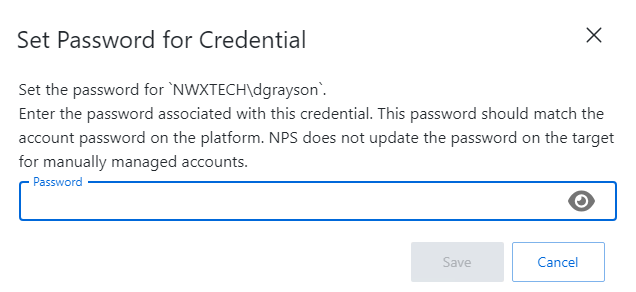 Set Password for Credential
Set the password for `NWXTECH\dgrayson`.
Enter the password associated with this credential. This password should match the
account password on the platform. NPS does not update the password on the target
for manually managed accounts.
Password
Save
Cancel